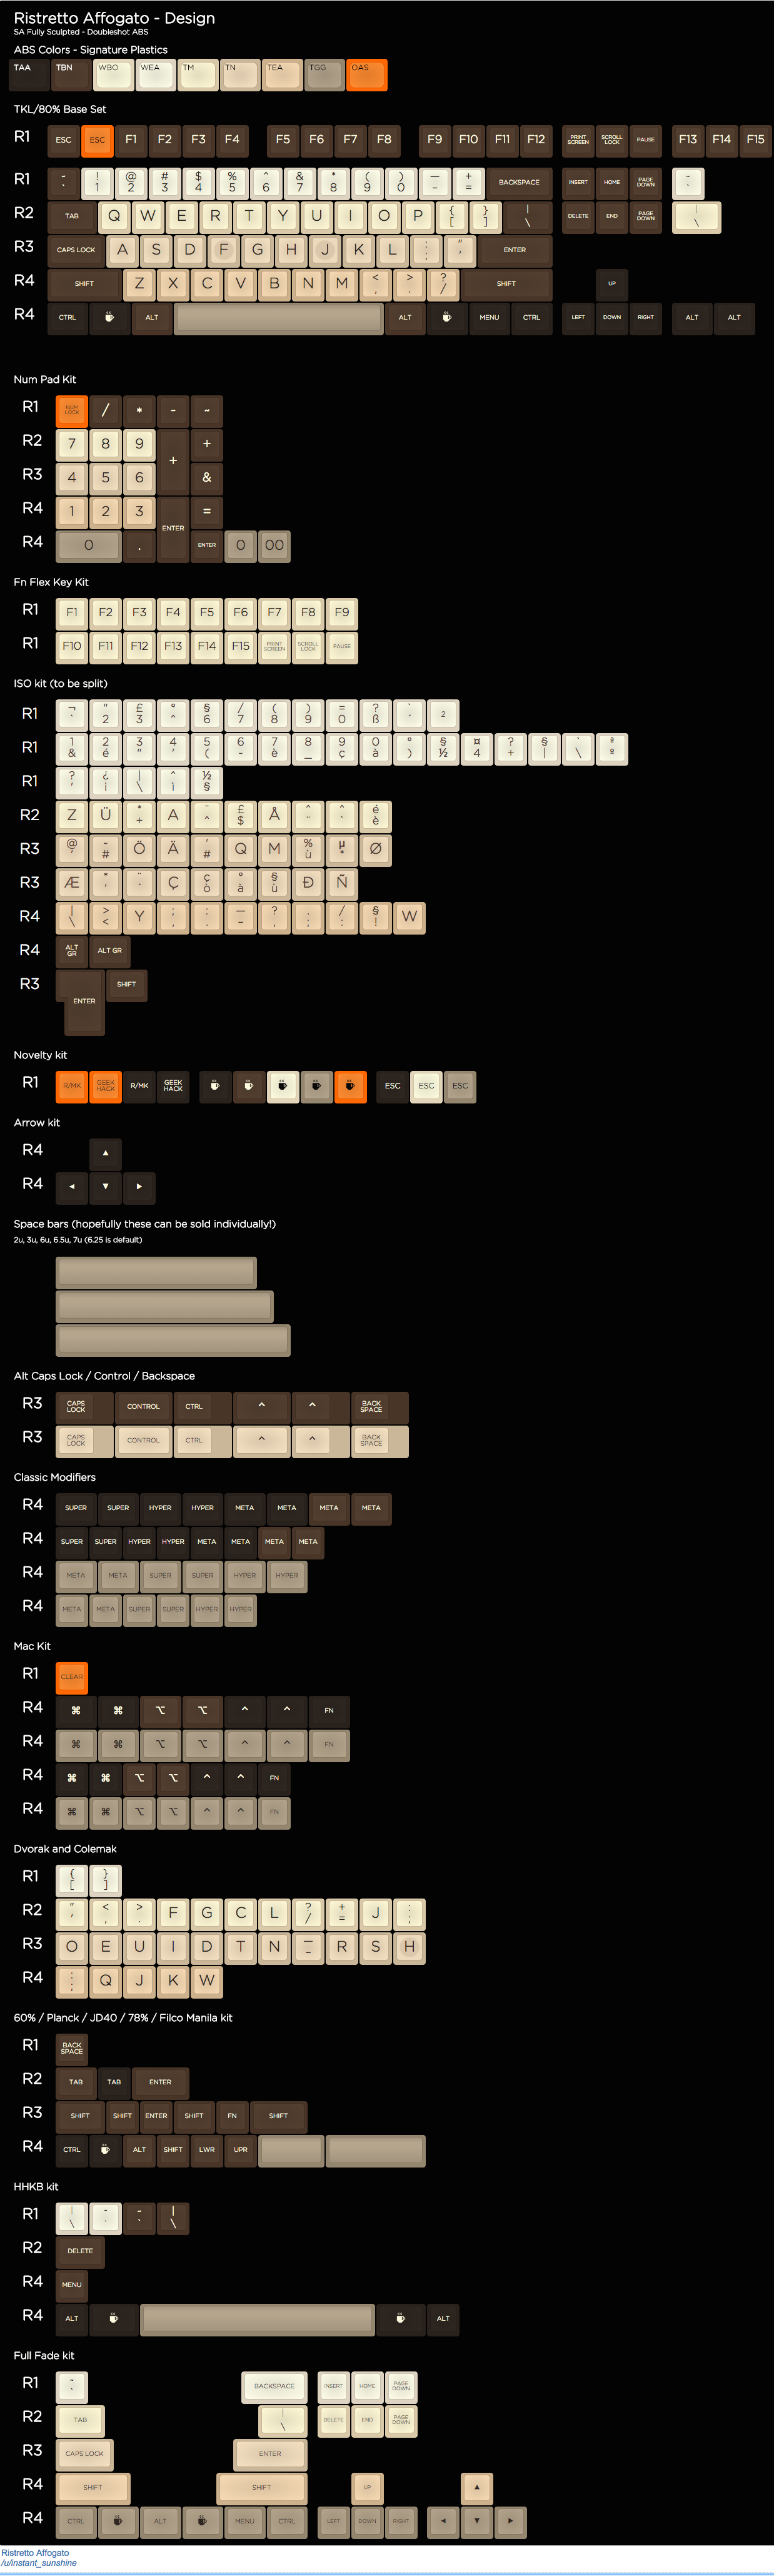 Ristretto Affogato - Design
SA Fully Sculpted - Doubleshot ABS
ABS Colors - Signature Plastics
TAA TBN WBO WEA TM TN TEA TGG OAS
TKL/80% Base Set
R1 ESC ESC F1 F2 F3 F4 F5 F6 F7 F8 F9 F10 F11 F12 PRINT SCREEN SCROLL LOCK PAUSE F13 F14 F15
R1 ~ ` ! 1 @ 2 # 3 $ 4 % 5 ^ 6 & 7 * 8 ( 9 ) 0 — - + = BACKSPACE INSERT HOME PAGE DOWN ~ `
R2 TAB Q W E R T Y U I O P { [ } ] | \ DELETE END PAGE DOWN | \
R3 CAPS LOCK A S D F G H J K L : ; " ' ENTER
R4 SHIFT Z X C V B N M < , > . ? / SHIFT UP
R4 CTRL ALT ALT MENU CTRL LEFT DOWN RIGHT ALT ALT
Num Pad Kit
R1 NUM LOCK / * - ~
R2 7 8 9 + +
R3 4 5 6 &
R4 1 2 3 ENTER =
R4 0 . ENTER 0 00
Fn Flex Key Kit
R1 F1 F2 F3 F4 F5 F6 F7 F8 F9
R1 F10 F11 F12 F13 F14 F15 PRINT SCREEN SCROLL LOCK PAUSE
ISO kit (to be split)
R1 ¬ ` " 2 £ 3 ° ^ § 6 / 7 ( 8 ) 9 = 0 ? ß ` ´ 2
R1 1 & 2 é 3 " 4 ' 5 ( 6 - 7 è 8 _ 9 ç 0 à ° ) § ½ ¤ 4 ? + § | ` \ ª º
R1 ? ' ¿ ¡ | \ ^ ì ½ §
R2 Z Ü * + A ¨ ^ £ $ Å ^ ¨ ^ ` é è
R3 @ ' ~ # Ö Ä ' # Q M % ù µ * Ø
R3 Æ * ' ¨ ´ Ç ç ò ° à § ù Ð Ñ
R4 | \ > < Y ; , : . — - ? , . ; / : § ! W
R4 ALT GR ALT GR
R3 ENTER SHIFT
Novelty kit
R1 R/MK GEEK HACK R/MK GEEK HACK ESC ESC ESC
Arrow kit
R4 ▲
R4 ◄ ▼ ►
Space bars (hopefully these can be sold individually!)
2u, 3u, 6u, 6.5u, 7u (6.25 is default)
Alt Caps Lock / Control / Backspace
R3 CAPS LOCK CONTROL CTRL ^ ^ BACK SPACE
R3 CAPS LOCK CONTROL CTRL ^ ^ BACK SPACE
Classic Modifiers
R4 SUPER SUPER HYPER HYPER META META META META
R4 SUPER SUPER HYPER HYPER META META META META
R4 META META SUPER SUPER HYPER HYPER
R4 META META SUPER SUPER HYPER HYPER
Mac Kit
R1 CLEAR
R4 ⌘ ⌘ ⌥ ⌥ ^ ^ FN
R4 ⌘ ⌘ ⌥ ⌥ ^ ^ FN
R4 ⌘ ⌘ ⌥ ⌥ ^ ^ FN
R4 ⌘ ⌘ ⌥ ⌥ ^ ^ FN
Dvorak and Colemak
R1 { [ } ]
R2 " ' < , > . F G C L ? / + = J : ;
R3 O E U I D T N — - R S H
R4 : ; Q J K W
60% / Planck / JD40 / 78% / Filco Manila kit
R1 BACK SPACE
R2 TAB TAB ENTER
R3 SHIFT SHIFT ENTER SHIFT FN SHIFT
R4 CTRL ALT SHIFT LWR UPR
HHKB kit
R1 | \ ~ ` ~ ` | \
R2 DELETE
R4 MENU
R4 ALT ALT
Full Fade kit
R1 ~ ` BACKSPACE INSERT HOME PAGE DOWN
R2 TAB | \ DELETE END PAGE DOWN
R3 CAPS LOCK ENTER
R4 SHIFT SHIFT UP ▲
R4 CTRL ALT MENU CTRL LEFT DOWN RIGHT ◄ ▼ ►
Ristretto Affogato
/u/instant_sunshine